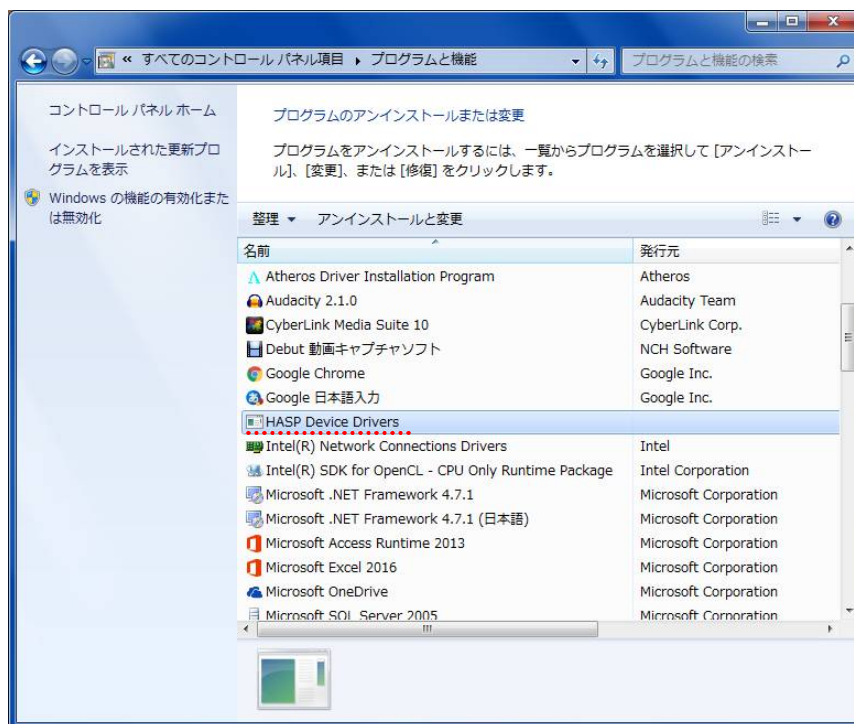 « すべてのコントロール パネル項目 ▸ プログラムと機能
プログラムと機能の検索
コントロール パネル ホーム
インストールされた更新プロ
グラムを表示
Windows の機能の有効化また
は無効化
プログラムのアンインストールまたは変更
プログラムをアンインストールするには、一覧からプログラムを選択して [アンインストー
ル]、[変更]、または [修復] をクリックします。
整理 ▼ アンインストールと変更
名前 発行元
Atheros Driver Installation Program Atheros
Audacity 2.1.0 Audacity Team
CyberLink Media Suite 10 CyberLink Corp.
Debut 動画キャプチャソフト NCH Software
Google Chrome Google Inc.
Google 日本語入力 Google Inc.
HASP Device Drivers
Intel(R) Network Connections Drivers Intel
Intel(R) SDK for OpenCL - CPU Only Runtime Package Intel Corporation
Microsoft .NET Framework 4.7.1 Microsoft Corporation
Microsoft .NET Framework 4.7.1 (日本語) Microsoft Corporation
Microsoft Access Runtime 2013 Microsoft Corporation
Microsoft Excel 2016 Microsoft Corporation
Microsoft OneDrive Microsoft Corporation
Microsoft SQL Server 2005 Microsoft Corporation